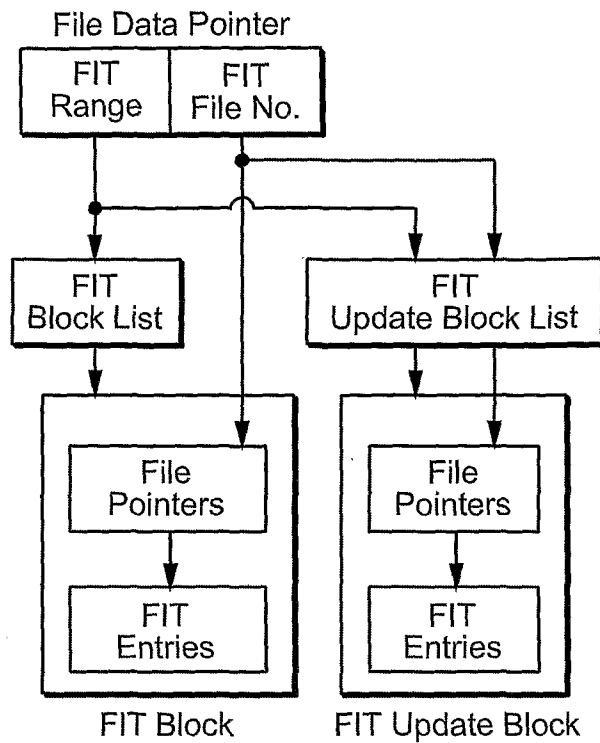 File Data Pointer
FIT
Range
FIT
File No.
FIT
Block List
FIT
Update Block List
File
Pointers
FIT
Entries
FIT Block
File
Pointers
FIT
Entries
FIT Update Block